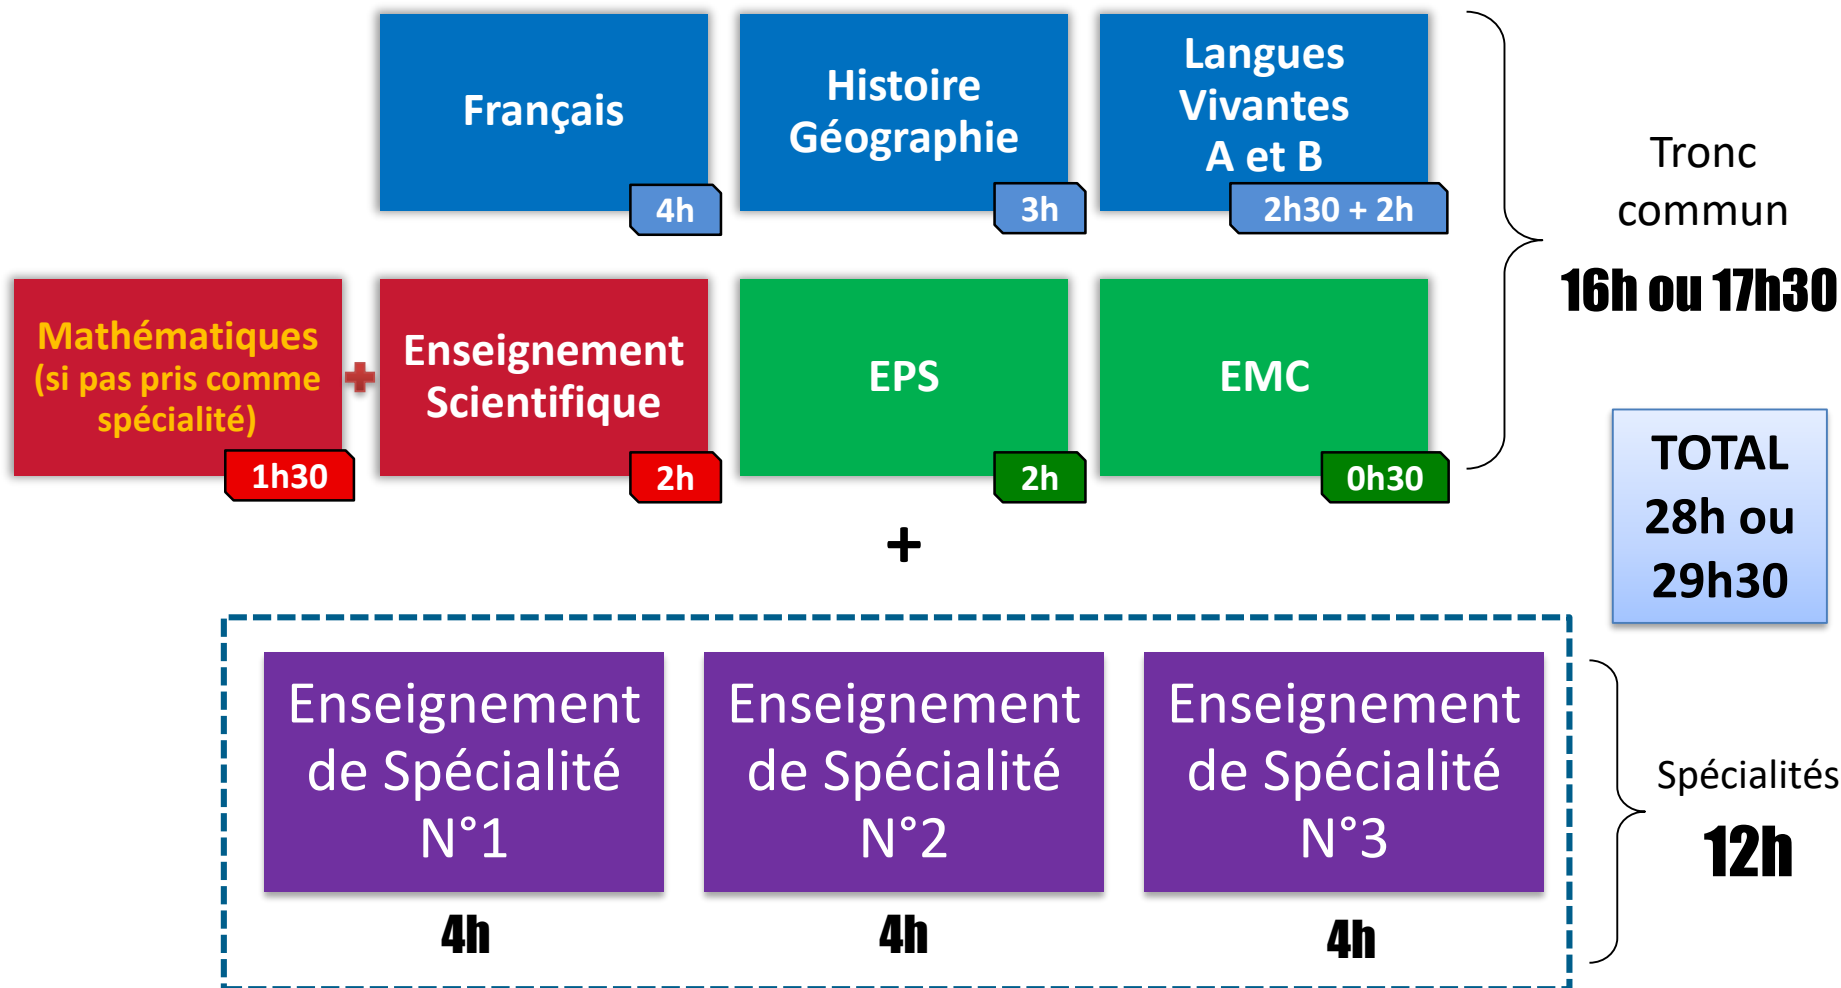 Français
4h
Histoire
Géographie
3h
Langues
Vivantes
A et B
2h30 + 2h
Tronc
commun
16h ou 17h30
Mathématiques
(si pas pris comme
spécialité)
1h30
Enseignement
Scientifique
2h
EPS
2h
EMC
0h30
TOTAL
28h ou
29h30
+
Enseignement
de Spécialité
N°1
4h
Enseignement
de Spécialité
N°2
4h
Enseignement
de Spécialité
N°3
4h
Spécialités
12h